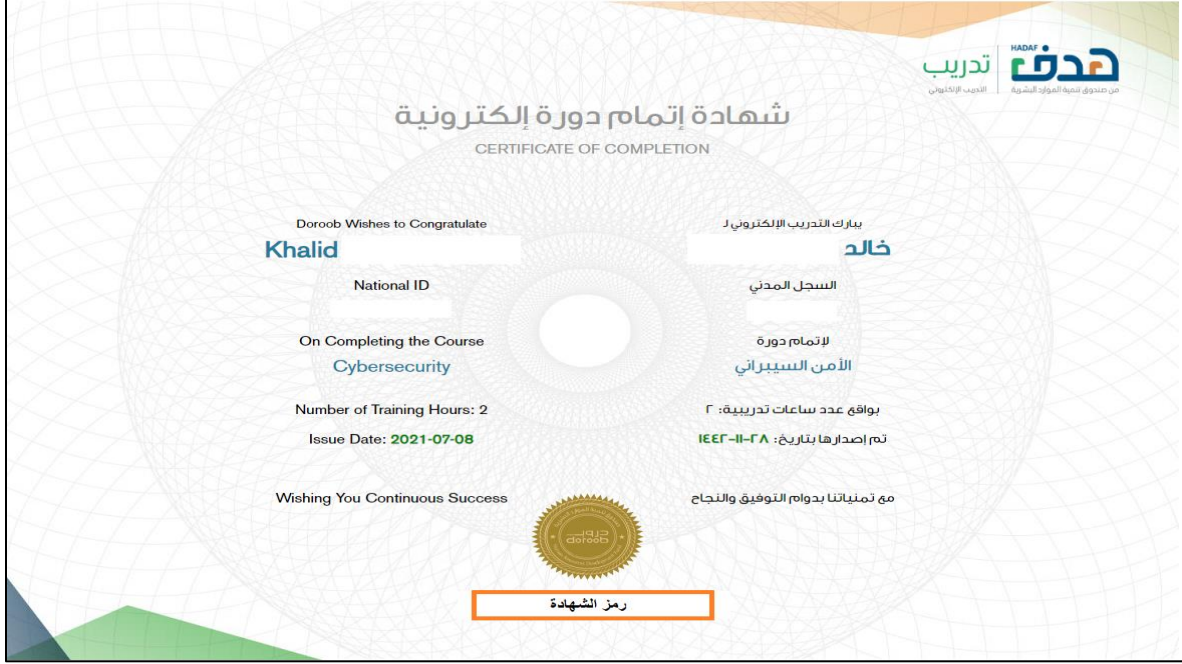 HADAF
هدف
تدريب
من صندوق تنمية الموارد البشرية
التدريب الإلكتروني
شهادة إتمام دورة إلكترونية
CERTIFICATE OF COMPLETION
Doroob Wishes to Congratulate
يبارك التدريب الإلكتروني لـ
Khalid
خالد
National ID
السجل المدني
On Completing the Course
لإتمام دورة
Cybersecurity
الأمن السيبراني
Number of Training Hours: 2
بواقع عدد ساعات تدريبية: ٢
Issue Date: 2021-07-08
تم إصدارها بتاريخ: ٢٨-١١-١٤٤٢
Wishing You Continuous Success
مع تمنياتنا بدوام التوفيق والنجاح
دروب
doroob
رمز الشهادة